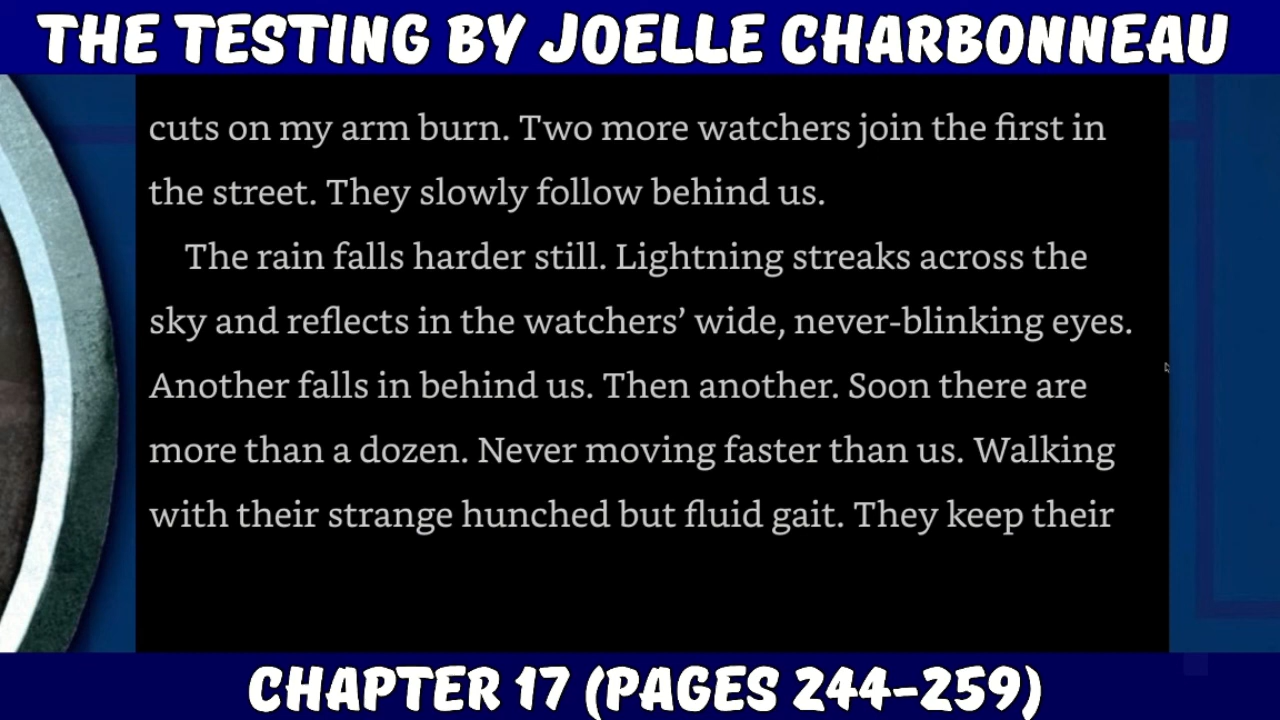 THE TESTING BY JOELLE CHARBONNEAU
cuts on my arm burn. Two more watchers join the first in
the street. They slowly follow behind us.
The rain falls harder still. Lightning streaks across the
sky and reflects in the watchers’ wide, never-blinking eyes.
Another falls in behind us. Then another. Soon there are
more than a dozen. Never moving faster than us. Walking
with their strange hunched but fluid gait. They keep their
CHAPTER 17 (PAGES 244-259)